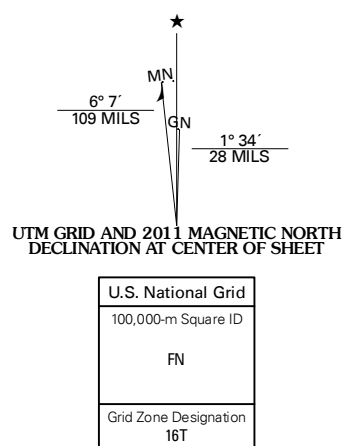 ★
MN
6° 7´
109 MILS
GN
1° 34´
28 MILS
UTM GRID AND 2011 MAGNETIC NORTH
DECLINATION AT CENTER OF SHEET
U.S. National Grid
100,000-m Square ID
FN
Grid Zone Designation
16T